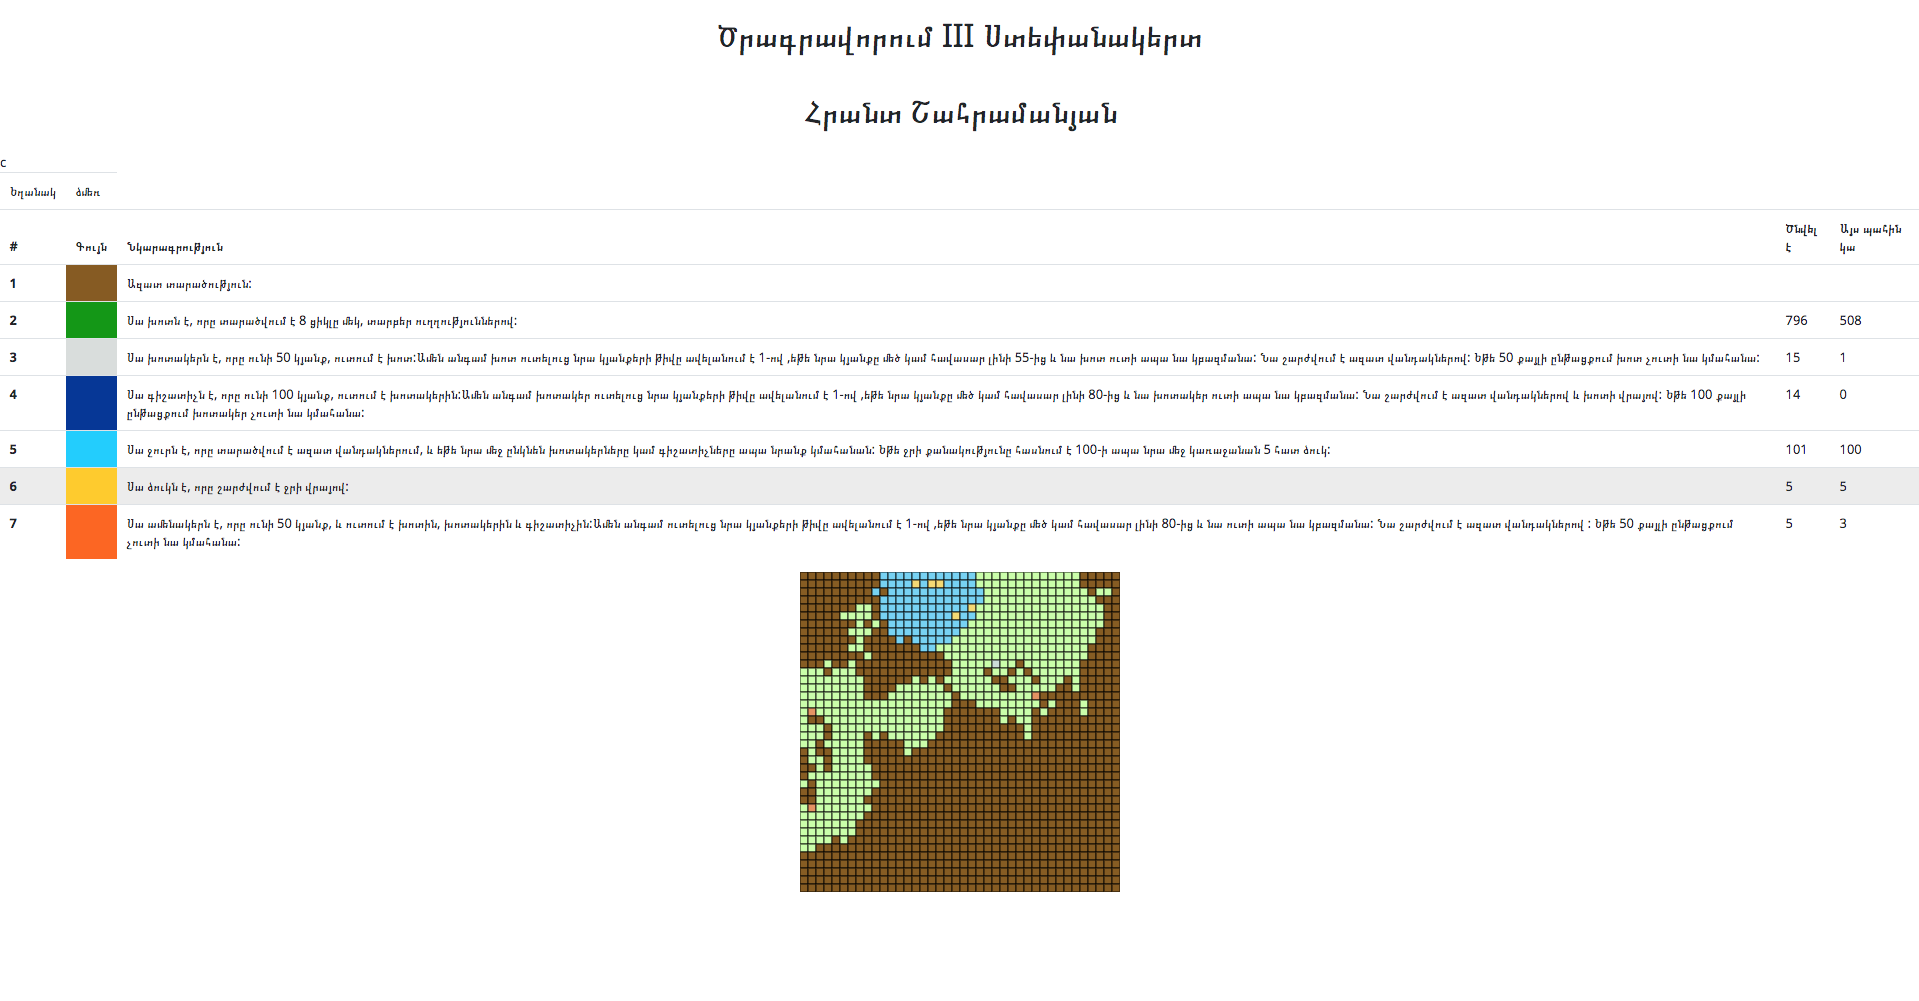 Ծրագրավորում III Ստեփանակերտ
Հրանտ Շահրամանյան
c
Եղանակ ձմեռ
# Գույն Նկարագրություն Ծնվել է Այս պահին կա
1 Ազատ տարածություն:
2 Սա խոտն է, որը տարածվում է 8 ցիկլը մեկ, տարբեր ուղղություններով: 796 508
3 Սա խոտակերն է, որը ունի 50 կյանք, ուտում է խոտ:Ամեն անգամ խոտ ուտելուց նրա կյանքերի թիվը ավելանում է 1-ով ,եթե նրա կյանքը մեծ կամ հավասար լինի 55-ից և նա խոտ ուտի ապա նա կբազմանա: Նա շարժվում է ազատ վանդակներով: Եթե 50 քայլի ընթացքում խոտ չուտի նա կմահանա: 15 1
4 Սա գիշատիչն է, որը ունի 100 կյանք, ուտում է խոտակերին:Ամեն անգամ խոտակեր ուտելուց նրա կյանքերի թիվը ավելանում է 1-ով ,եթե նրա կյանքը մեծ կամ հավասար լինի 80-ից և նա խոտակեր ուտի ապա նա կբազմանա: Նա շարժվում է ազատ վանդակներով և խոտի վրայով: Եթե 100 քայլի 14 0
ընթացքում խոտակեր չուտի նա կմահանա:
5 Սա ջուրն է, որը տարածվում է ազատ վանդակներում, և եթե նրա մեջ ընկնեն խոտակերները կամ գիշատիչները ապա նրանք կմահանան: Եթե ջրի քանակությունը հասնում է 100-ի ապա նրա մեջ կառաջանան 5 հատ ձուկ: 101 100
6 Սա ձուկն է, որը շարժվում է ջրի վրայով: 5 5
7 Սա ամենակերն է, որը ունի 50 կյանք, և ուտում է խոտին, խոտակերին և գիշատիչին:Ամեն անգամ ուտելուց նրա կյանքերի թիվը ավելանում է 1-ով ,եթե նրա կյանքը մեծ կամ հավասար լինի 80-ից և նա ուտի ապա նա կբազմանա: Նա շարժվում է ազատ վանդակներով : Եթե 50 քայլի ընթացքում 5 3
չուտի նա կմահանա: